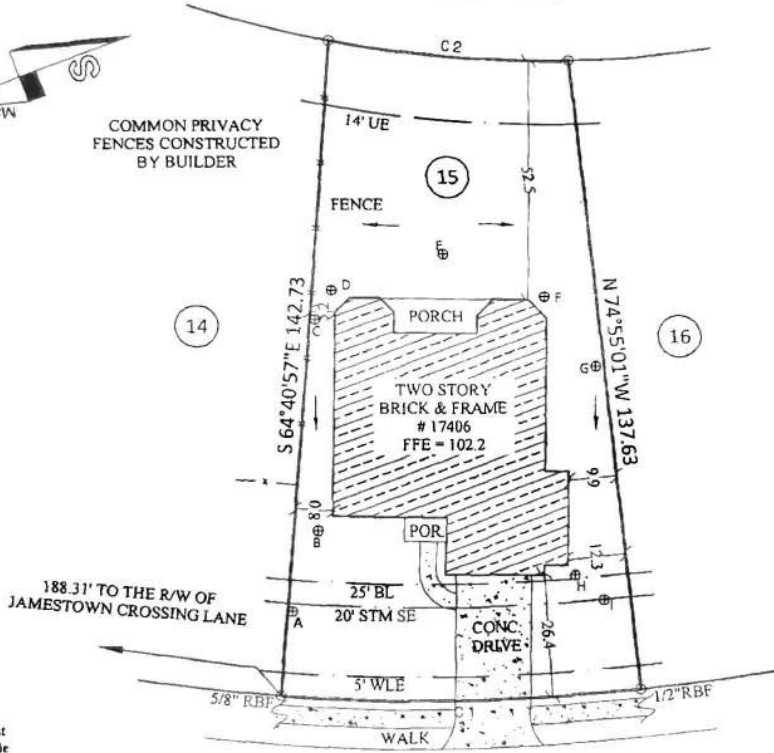 C2
S
COMMON PRIVACY
FENCES CONSTRUCTED
BY BUILDER
14' UE
15
52.5
FENCE
E
D
F
5.2
C
14
PORCH
16
S 64°40'57"E 142.73
N 74°55'01"W 137.63
G
TWO STORY
BRICK & FRAME
# 17406
FFE = 102.2
9.9
8.0
B
POR.
12.3
H
188.31' TO THE R/W OF
JAMESTOWN CROSSING LANE
25' BL
20' STM SE
A
I
CONC
DRIVE
26.4
5' WLE
5/8" RBF
1/2"RBF
C1
WALK